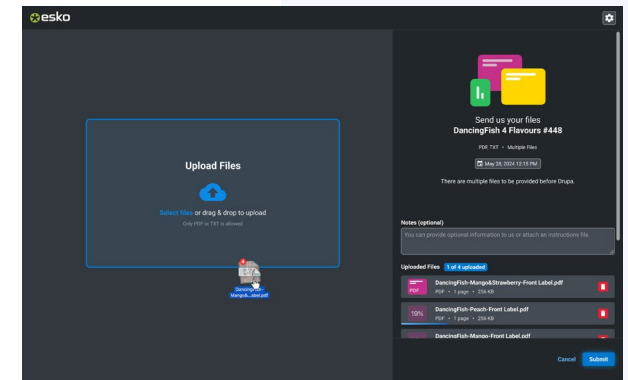 esko
Upload Files
Select files or drag & drop to upload
Only PDF or TXT is allowed
4
DancingFish-
Mango&...abel.pdf
Send us your files
DancingFish 4 Flavours #448
PDF, TXT • Multiple Files
May 28, 2024 12:15 PM
There are multiple files to be provided before Drupa.
Notes (optional)
You can provide optional information to us or attach an instructions file.
Uploaded Files 1 of 4 uploaded
PDF
DancingFish-Mango&Strawberry-Front Label.pdf
PDF • 1 page • 256 KB
19%
DancingFish-Peach-Front Label.pdf
PDF • 1 page • 256 KB
DancingFish-Mango-Front Label.pdf
Cancel Submit